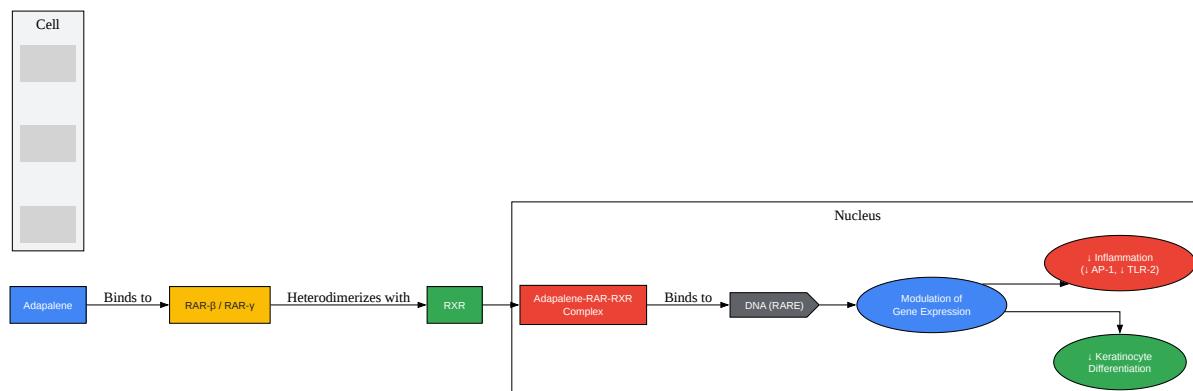 Cell
Nucleus
Adapalene
Binds to
RAR-β / RAR-γ
Heterodimerizes with
RXR
Adapalene-RAR-RXR
Complex
Binds to
DNA (RARE)
Modulation of
Gene Expression
↓ Inflammation
(↓ AP-1, ↓ TLR-2)
↓ Keratinocyte
Differentiation